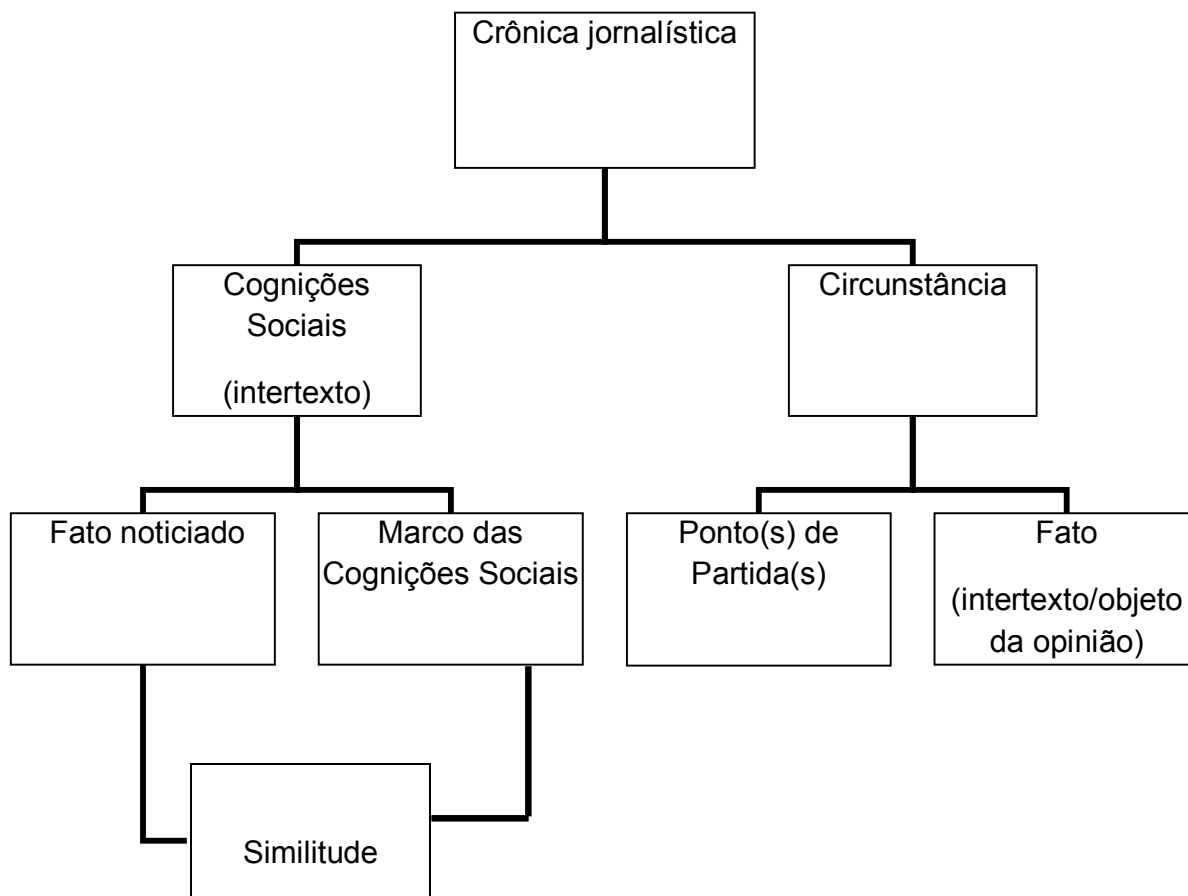 Crônica jornalística
Cognições
Sociais
(intertexto)
Circunstância
Fato noticiado
Marco das
Cognições Sociais
Ponto(s) de
Partida(s)
Fato
(intertexto/objeto
da opinião)
Similitude